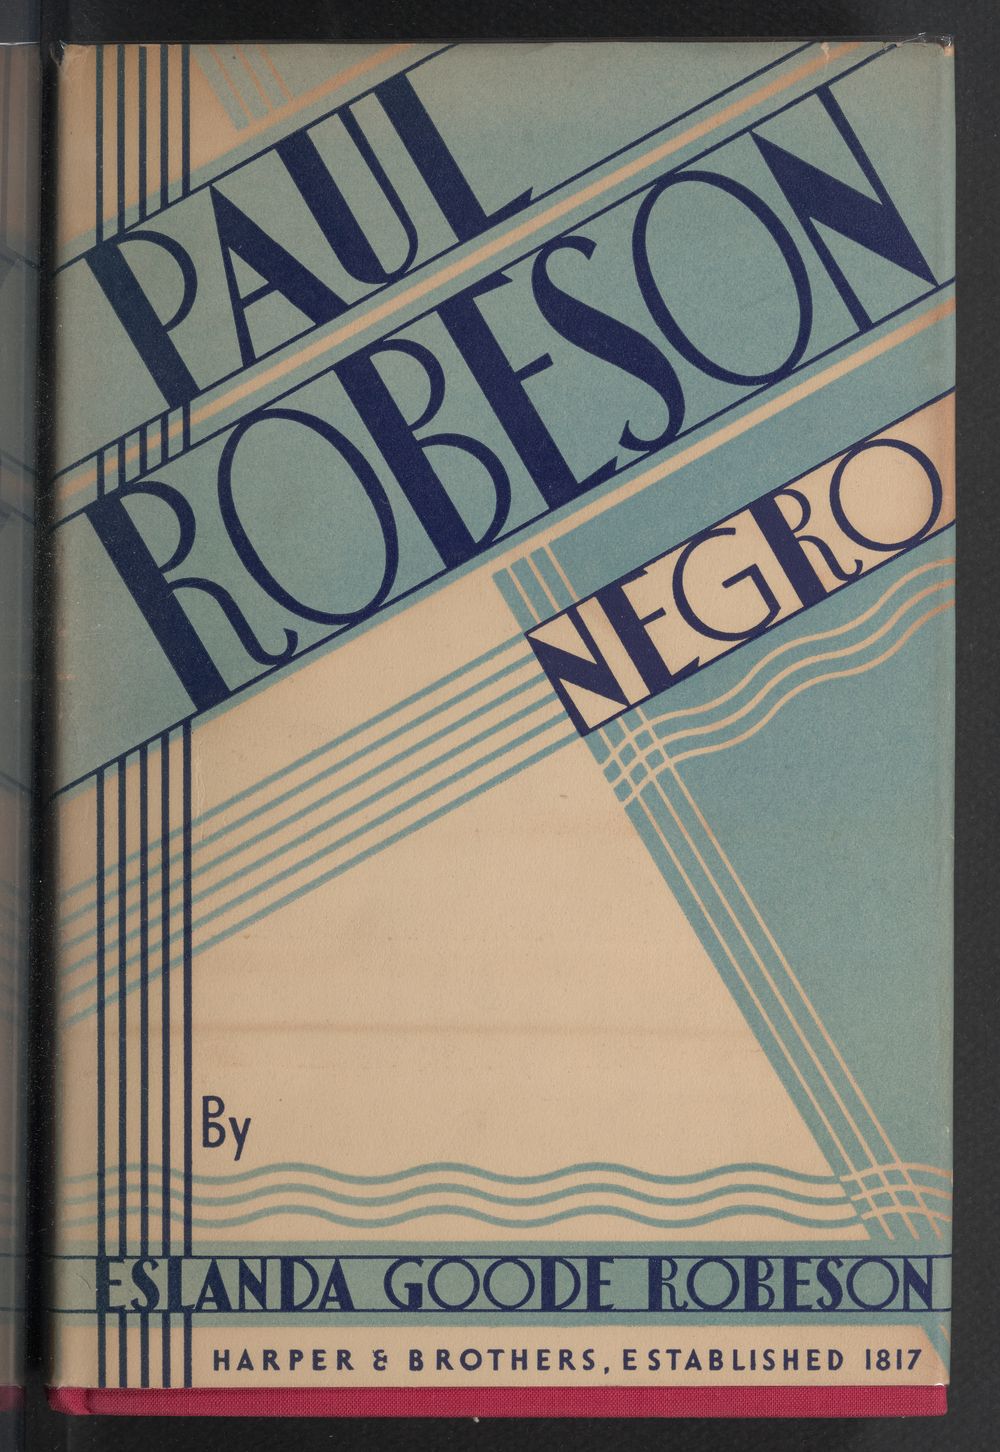 PAUL
ROBESON
NEGRO
By
ESLANDA GOODE ROBESON
HARPER & BROTHERS, ESTABLISHED 1817